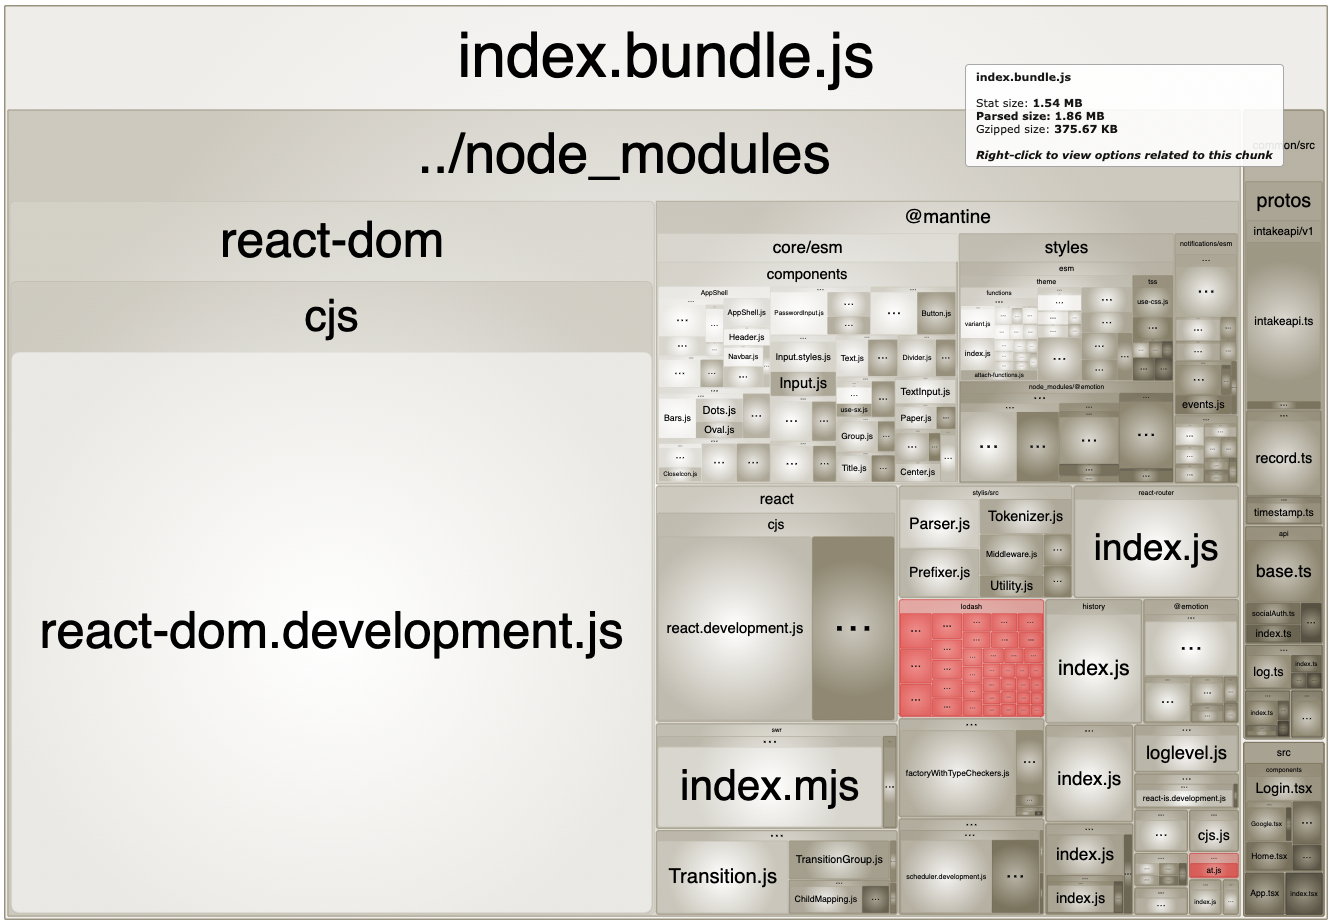 index.bundle.js
index.bundle.js
Stat size: 1.54 MB
Parsed size: 1.86 MB
Gzipped size: 375.67 KB
Right-click to view options related to this chunk
../node_modules
react-dom
cjs
react-dom.development.js
@mantine
core/esm
components
AppShell
...
AppShell.js
Header.js
Navbar.js
PasswordInput.js
Button.js
Input.styles.js
Text.js
Divider.js
Input.js
TextInput.js
use-sx.js
Bars.js
Dots.js
Oval.js
Paper.js
Group.js
CloseIcon.js
Title.js
Center.js
styles
esm
theme
functions
variant.js
index.js
attach-functions.js
tss
use-css.js
node_modules/@emotion
notifications/esm
events.js
react
cjs
react.development.js
...
stylis/src
Parser.js
Tokenizer.js
Middleware.js
Prefixer.js
Utility.js
react-router
index.js
lodash
history
index.js
@emotion
...
swr
...
index.mjs
factoryWithTypeCheckers.js
index.js
loglevel.js
react-is.development.js
cjs.js
at.js
index.js
Transition.js
TransitionGroup.js
ChildMapping.js
scheduler.development.js
...
index.js
index.js
protos
intakeapi/v1
intakeapi.ts
record.ts
timestamp.ts
api
base.ts
socialAuth.ts
index.ts
log.ts
index.ts
index.ts
src
components
Login.tsx
Google.tsx
Home.tsx
App.tsx
index.tsx